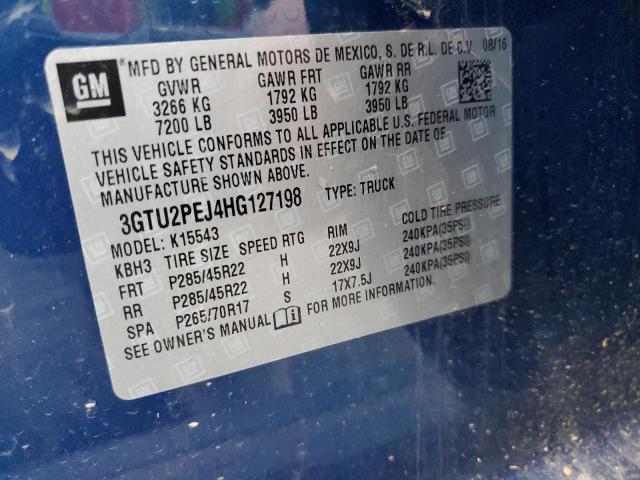 GM
MFD BY GENERAL MOTORS DE MEXICO, S. DE R.L. DE C.V. 08/16
GVWR GAWR FRT GAWR RR
3266 KG 1792 KG 1792 KG
7200 LB 3950 LB 3950 LB
THIS VEHICLE CONFORMS TO ALL APPLICABLE U.S. FEDERAL MOTOR
VEHICLE SAFETY STANDARDS IN EFFECT ON THE DATE OF
MANUFACTURE SHOWN ABOVE.
3GTU2PEJ4HG127198 TYPE: TRUCK
MODEL: K15543
KBH3 TIRE SIZE SPEED RTG RIM COLD TIRE PRESSURE
FRT P285/45R22 H 22X9J 240KPA(35PSI)
RR P285/45R22 H 22X9J 240KPA(35PSI)
SPA P265/70R17 S 17X7.5J 240KPA(35PSI)
SEE OWNER'S MANUAL FOR MORE INFORMATION.